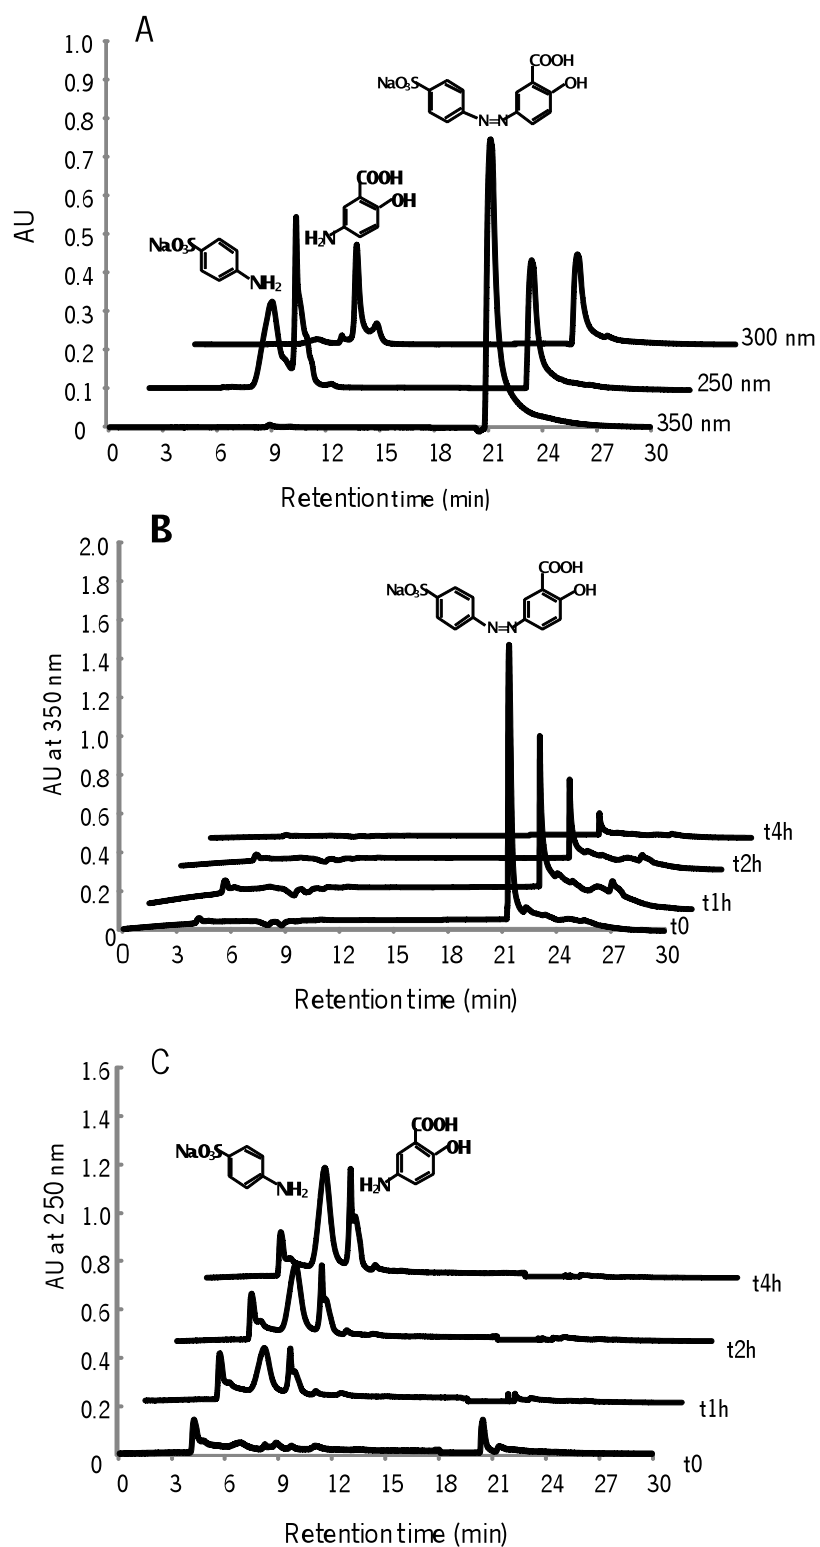 A
1.0
0.9
0.8
0.7
0.6
0.5
0.4
0.3
0.2
0.1
0
AU
COOH
NaO3S
OH
N=N
COOH
OH
H2N
NaO3S
NH2
300 nm
250 nm
350 nm
0 3 6 9 12 15 18 21 24 27 30
Retention time (min)
B
2.0
1.8
1.6
1.4
1.2
1.0
0.8
0.6
0.4
0.2
0
AU at 350 nm
COOH
NaO3S
OH
N=N
t4h
t2h
t1h
t0
0 3 6 9 12 15 18 21 24 27 30
Retention time (min)
C
1.6
1.4
1.2
1.0
0.8
0.6
0.4
0.2
0
AU at 250 nm
COOH
OH
H2N
NaO3S
NH2
t4h
t2h
t1h
t0
0 3 6 9 12 15 18 21 24 27 30
Retention time (min)